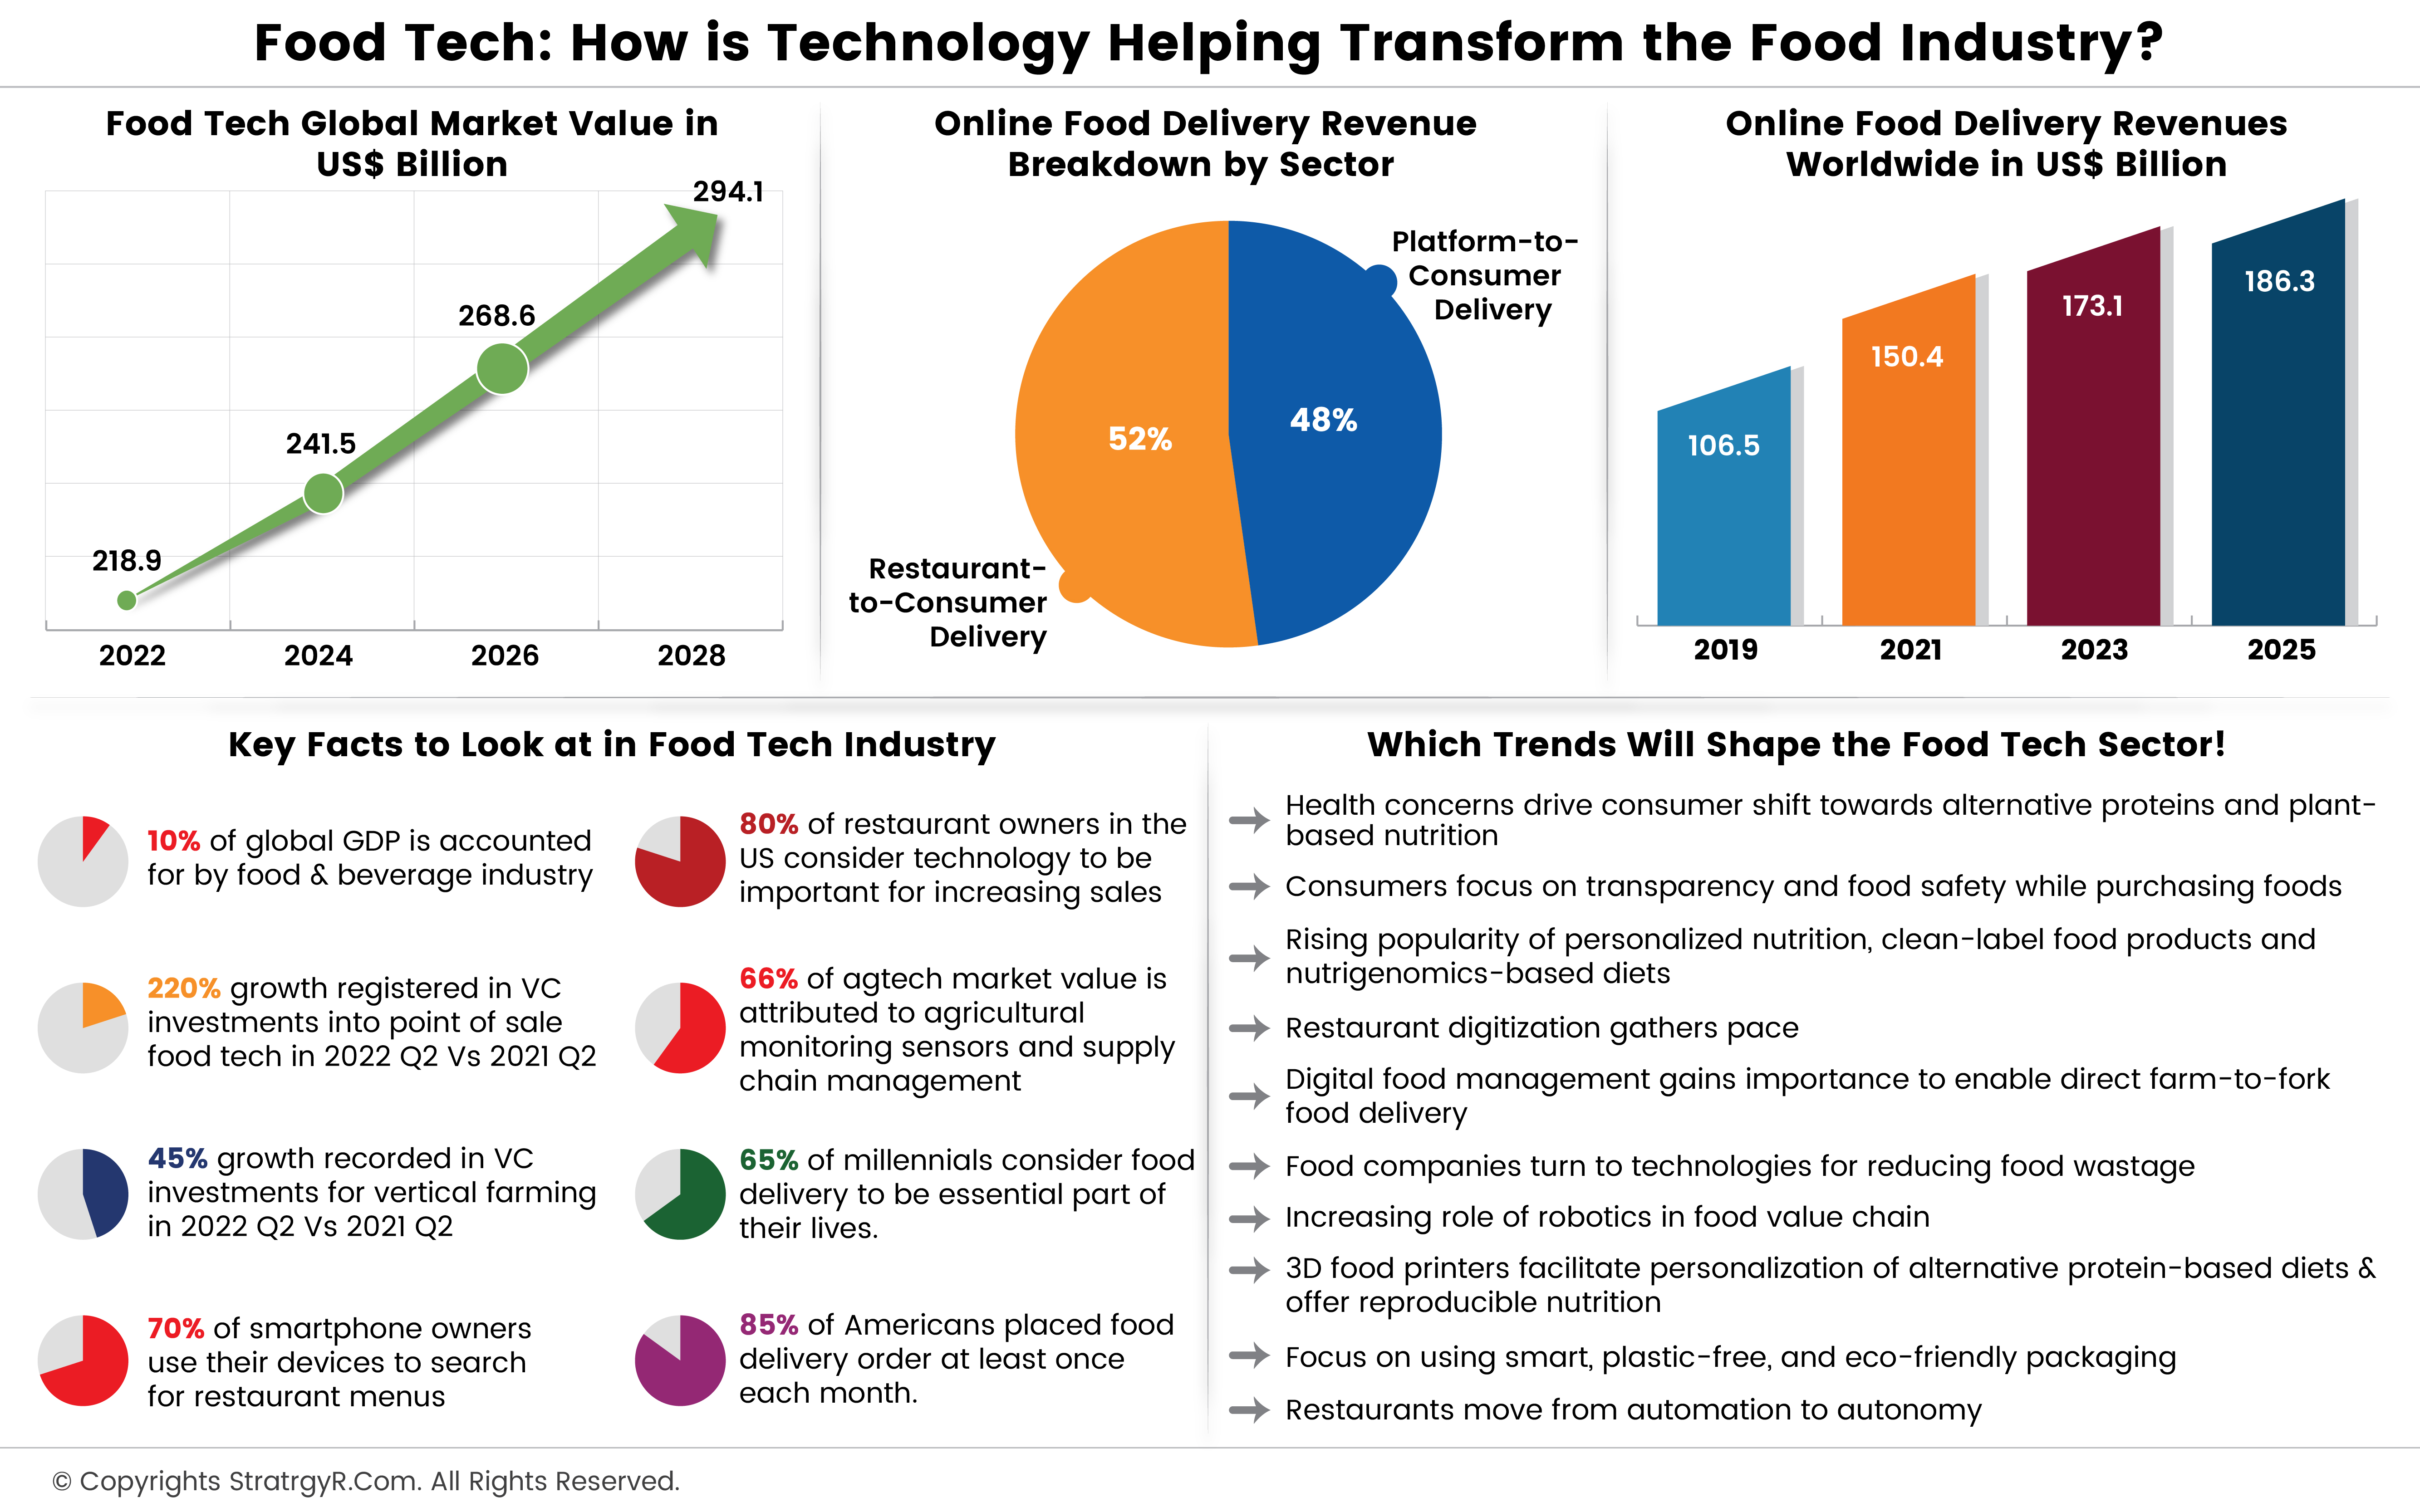 Food Tech: How is Technology Helping Transform the Food Industry?
Food Tech Global Market Value in
US$ Billion
294.1
268.6
241.5
218.9
2022 2024 2026 2028
Online Food Delivery Revenue
Breakdown by Sector
Platform-to-
Consumer
Delivery
48%
52%
Restaurant-
to-Consumer
Delivery
Online Food Delivery Revenues
Worldwide in US$ Billion
106.5
150.4
173.1
186.3
2019 2021 2023 2025
Key Facts to Look at in Food Tech Industry
10% of global GDP is accounted
for by food & beverage industry
220% growth registered in VC
investments into point of sale
food tech in 2022 Q2 Vs 2021 Q2
45% growth recorded in VC
investments for vertical farming
in 2022 Q2 Vs 2021 Q2
70% of smartphone owners
use their devices to search
for restaurant menus
80% of restaurant owners in the
US consider technology to be
important for increasing sales
66% of agtech market value is
attributed to agricultural
monitoring sensors and supply
chain management
65% of millennials consider food
delivery to be essential part of
their lives.
85% of Americans placed food
delivery order at least once
each month.
Which Trends Will Shape the Food Tech Sector!
Health concerns drive consumer shift towards alternative proteins and plant-
based nutrition
Consumers focus on transparency and food safety while purchasing foods
Rising popularity of personalized nutrition, clean-label food products and
nutrigenomics-based diets
Restaurant digitization gathers pace
Digital food management gains importance to enable direct farm-to-fork
food delivery
Food companies turn to technologies for reducing food wastage
Increasing role of robotics in food value chain
3D food printers facilitate personalization of alternative protein-based diets &
offer reproducible nutrition
Focus on using smart, plastic-free, and eco-friendly packaging
Restaurants move from automation to autonomy
© Copyrights StratrgyR.Com. All Rights Reserved.